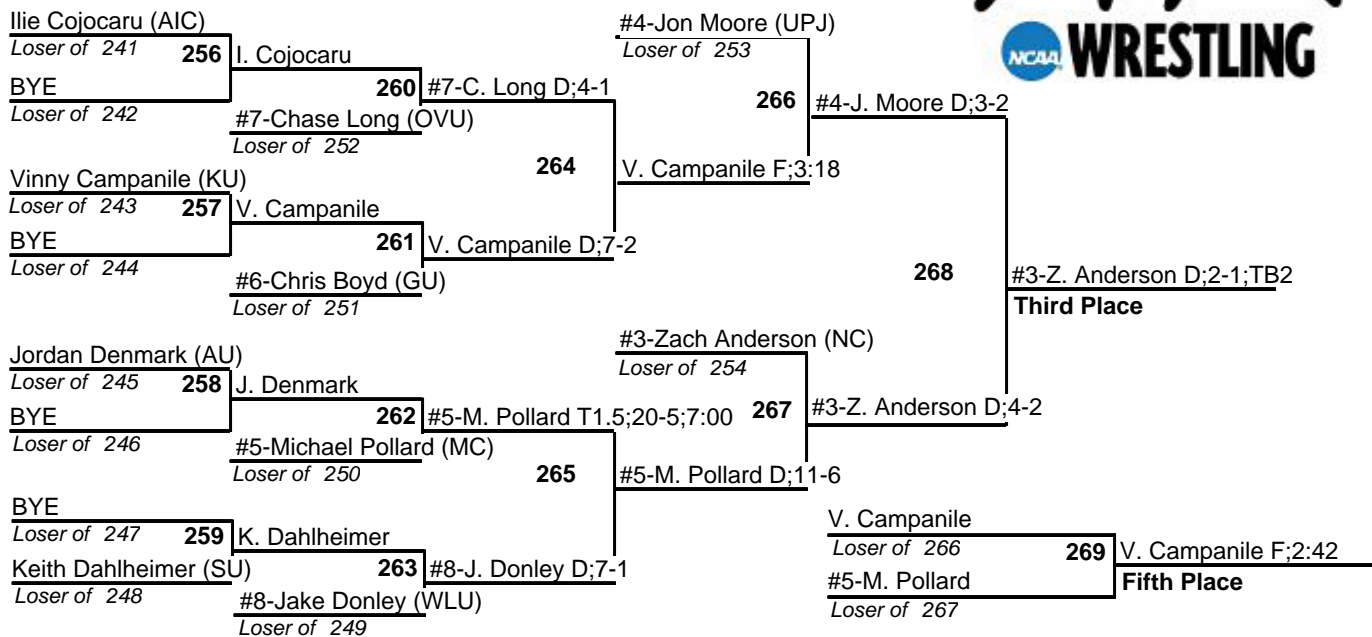 Ilie Cojocaru (AIC)
Loser of 241
256
I. Cojocaru
BYE
Loser of 242
260
#7-C. Long D;4-1
#7-Chase Long (OVU)
Loser of 252
Vinny Campanile (KU)
Loser of 243
257
V. Campanile
BYE
Loser of 244
261
V. Campanile D;7-2
#6-Chris Boyd (GU)
Loser of 251
264
V. Campanile F;3:18
#4-Jon Moore (UPJ)
Loser of 253
266
#4-J. Moore D;3-2
Jordan Denmark (AU)
Loser of 245
258
J. Denmark
BYE
Loser of 246
262
#5-M. Pollard T1.5;20-5;7:00
#5-Michael Pollard (MC)
Loser of 250
BYE
Loser of 247
259
K. Dahlheimer
Keith Dahlheimer (SU)
Loser of 248
263
#8-J. Donley D;7-1
#8-Jake Donley (WLU)
Loser of 249
265
#5-M. Pollard D;11-6
#3-Zach Anderson (NC)
Loser of 254
267
#3-Z. Anderson D;4-2
268
#3-Z. Anderson D;2-1;TB2
Third Place
V. Campanile
Loser of 266
269
V. Campanile F;2:42
Fifth Place
#5-M. Pollard
Loser of 267
NCAA WRESTLING